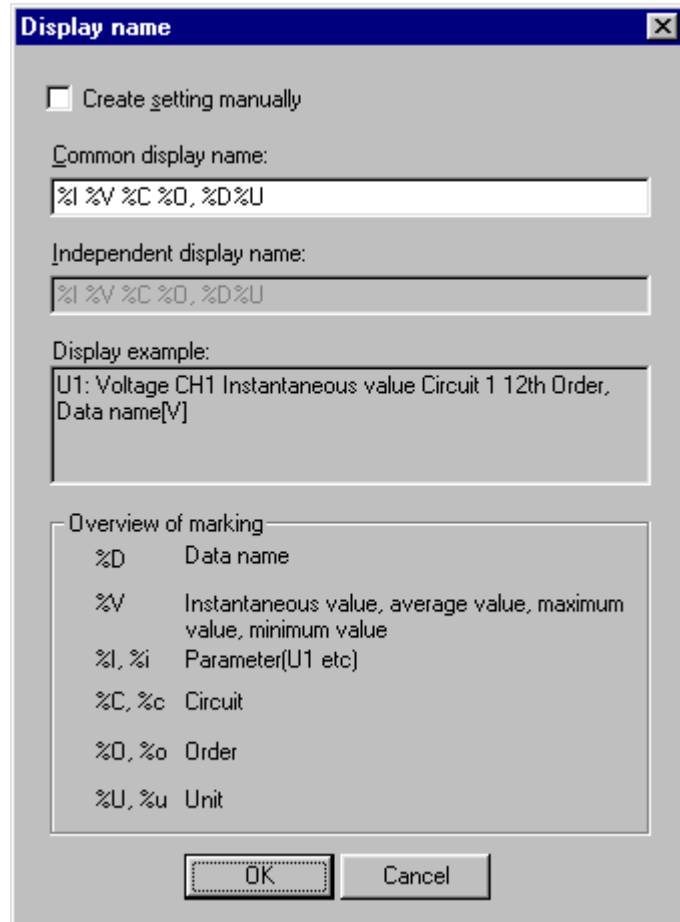 Display name
Create setting manually
Common display name:
%I %V %C %O, %D%U
Independent display name:
%I %V %C %O, %D%U
Display example:
U1: Voltage CH1 Instantaneous value Circuit 1 12th Order,
Data name[V]
Overview of marking
%D Data name
%V Instantaneous value, average value, maximum
value, minimum value
%I, %i Parameter(U1 etc)
%C, %c Circuit
%O, %o Order
%U, %u Unit
OK Cancel